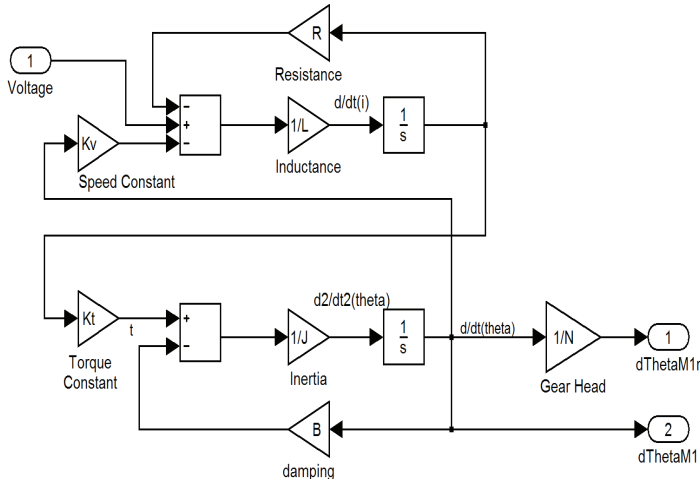 R
Resistance
1
Voltage
−
+
−
d/dt(i)
1/L
Inductance
1
s
Kv
Speed Constant
Kt
t
Torque
Constant
+
−
d2/dt2(theta)
1/J
Inertia
1
s
d/dt(theta)
1/N
Gear Head
1
dThetaM1r
B
damping
2
dThetaM1